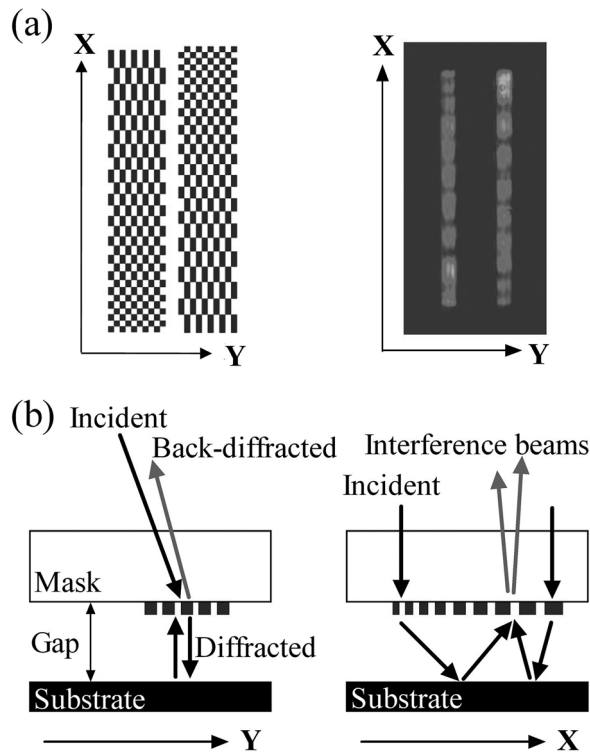 (a)
X
Y
X
Y
(b)
Incident
Back-diffracted
Mask
Gap
Diffracted
Substrate
Y
Interference beams
Incident
Substrate
X